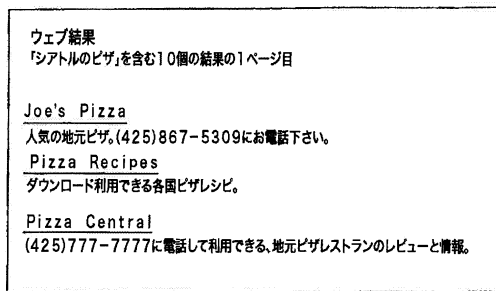 ウェブ結果
「シアトルのピザ」を含む10個の結果の1ページ目
Joe's Pizza
人気の地元ピザ。(425)867-5309にお電話下さい。
Pizza Recipes
ダウンロード利用できる各国ピザレシピ。
Pizza Central
(425)777-7777に電話して利用できる、地元ピザレストランのレビューと情報。